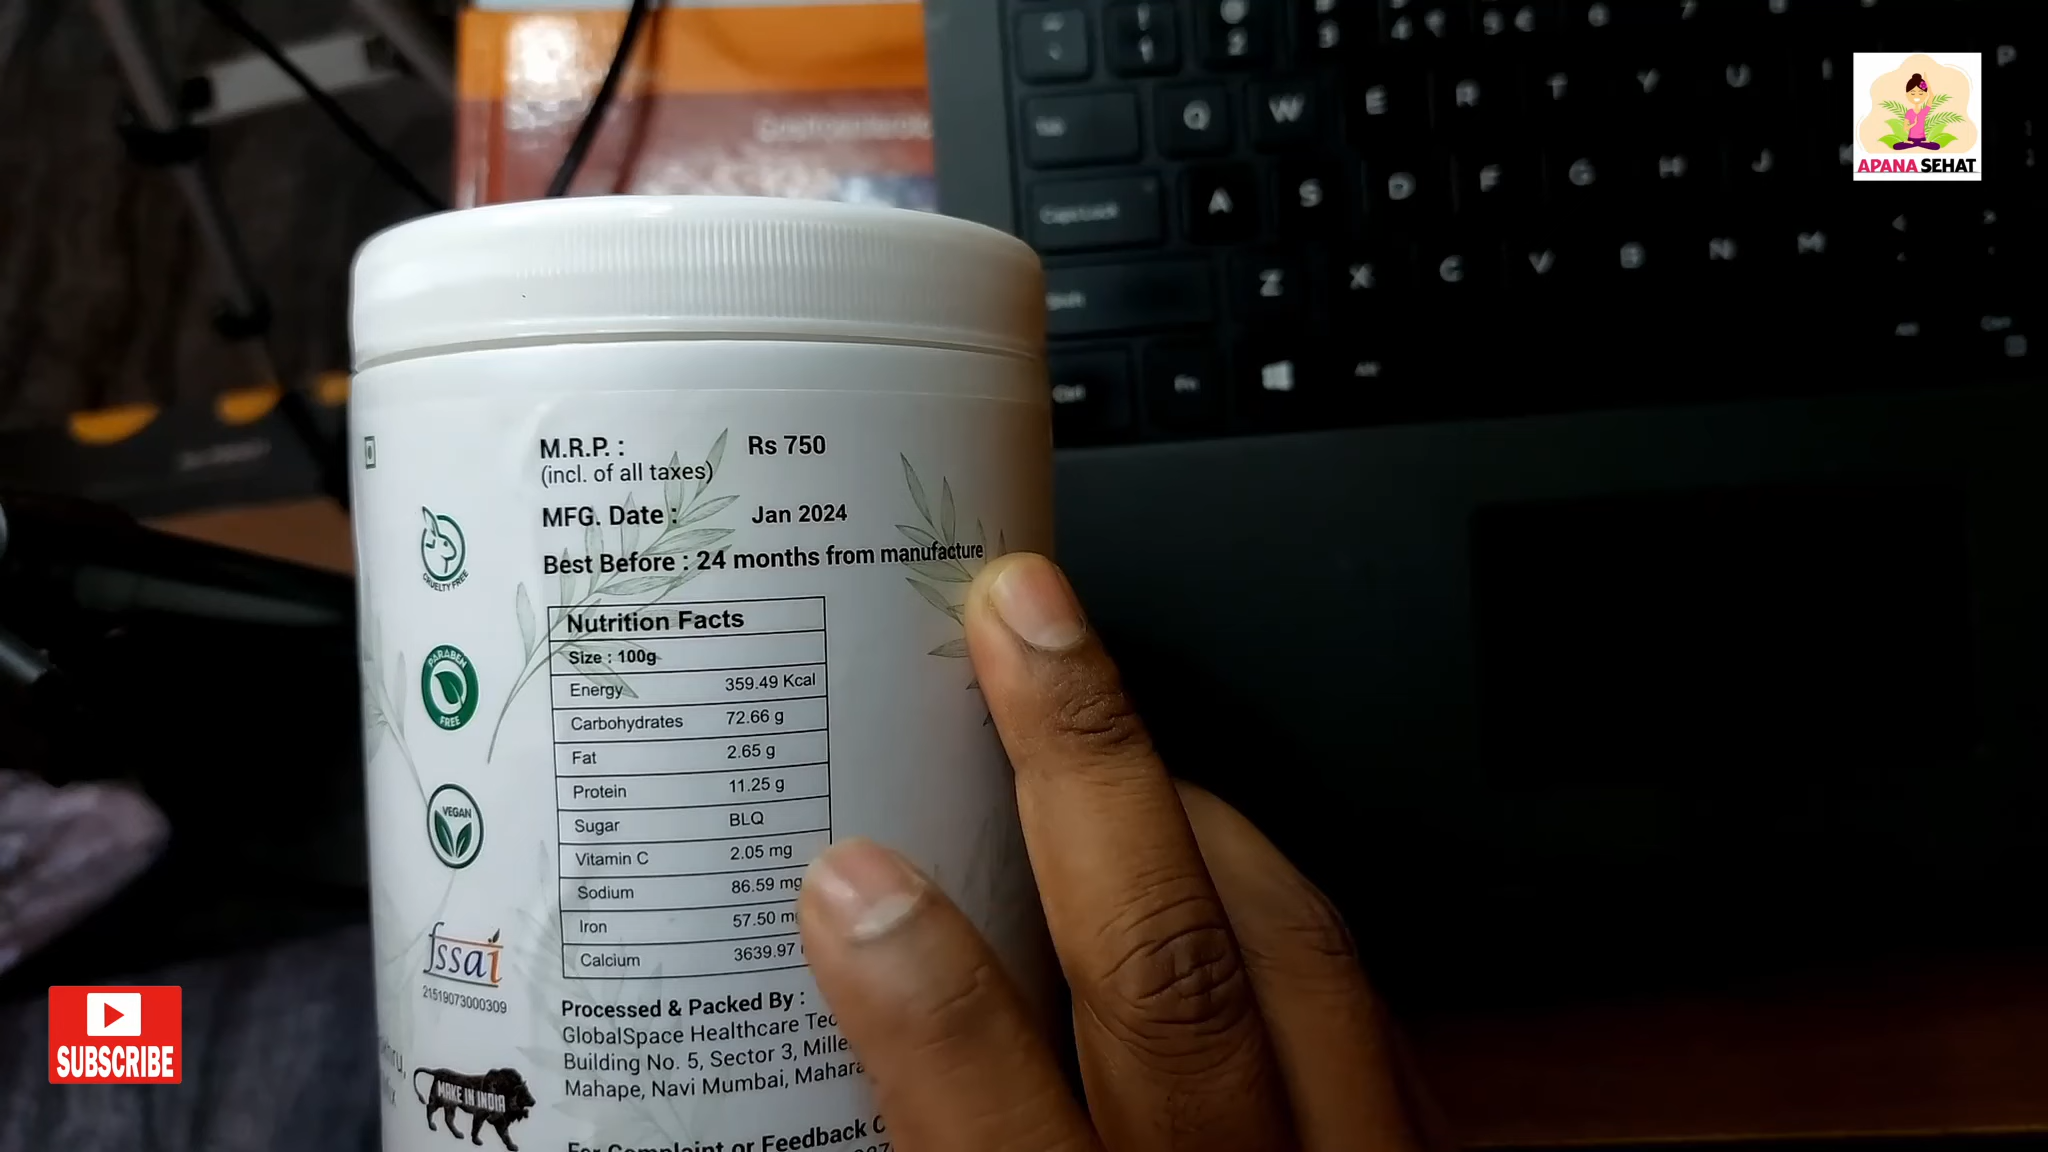 APANA SEHAT
Q W E R T Y U I P
A S D F G H J K
Z X C V B N M
M.R.P. : Rs 750
(incl. of all taxes)
MFG. Date : Jan 2024
Best Before : 24 months from manufacture
CRUELTY FREE
PARABEN FREE
VEGAN
fssai
21519073000309
MAKE IN INDIA
Nutrition Facts
Size : 100g
Energy 359.49 Kcal
Carbohydrates 72.66 g
Fat 2.65 g
Protein 11.25 g
Sugar BLQ
Vitamin C 2.05 mg
Sodium 86.59 mg
Iron 57.50
Calcium 3639.97
Processed & Packed By :
GlobalSpace Healthcare
Building No. 5, Sector 3,
Mahape, Navi Mumbai,
For Complaint or Feedback
SUBSCRIBE